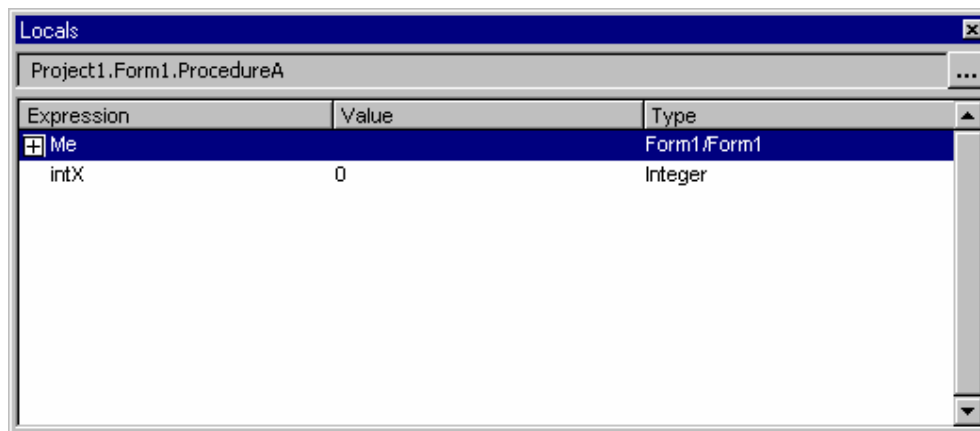 Locals
Project1.Form1.ProcedureA
...
Expression Value Type
Me Form1/Form1
intX 0 Integer